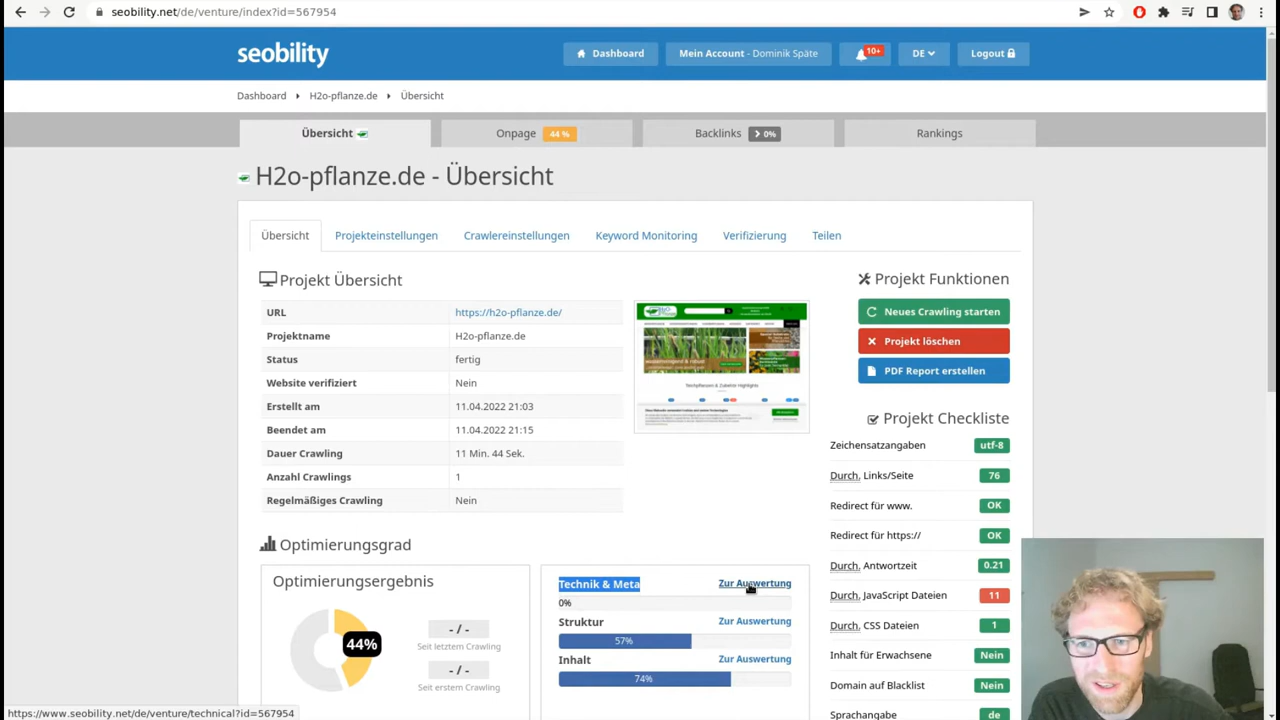 seobility.net/de/venture/index?id=567954
seobility
Dashboard
Mein Account - Dominik Späte
10+
DE
Logout
Dashboard
H2o-pflanze.de
Übersicht
Übersicht
Onpage 44 %
Backlinks > 0%
Rankings
H2o-pflanze.de - Übersicht
Übersicht
Projekteinstellungen
Crawlereinstellungen
Keyword Monitoring
Verifizierung
Teilen
Projekt Übersicht
URL https://h2o-pflanze.de/
Projektname H2o-pflanze.de
Status fertig
Website verifiziert Nein
Erstellt am 11.04.2022 21:03
Beendet am 11.04.2022 21:15
Dauer Crawling 11 Min. 44 Sek.
Anzahl Crawlings 1
Regelmäßiges Crawling Nein
Projekt Funktionen
Neues Crawling starten
Projekt löschen
PDF Report erstellen
Projekt Checkliste
Zeichensatzangaben utf-8
Durch. Links/Seite 76
Redirect für www. OK
Redirect für https:// OK
Durch. Antwortzeit 0.21
Durch. JavaScript Dateien 11
Durch. CSS Dateien 1
Inhalt für Erwachsene Nein
Domain auf Blacklist Nein
Sprachangabe de
Optimierungsgrad
Optimierungsergebnis
44%
- / -
Seit letztem Crawling
- / -
Seit erstem Crawling
Technik & Meta Zur Auswertung
0%
Struktur Zur Auswertung
57%
Inhalt Zur Auswertung
74%
https://www.seobility.net/de/venture/technical?id=567954